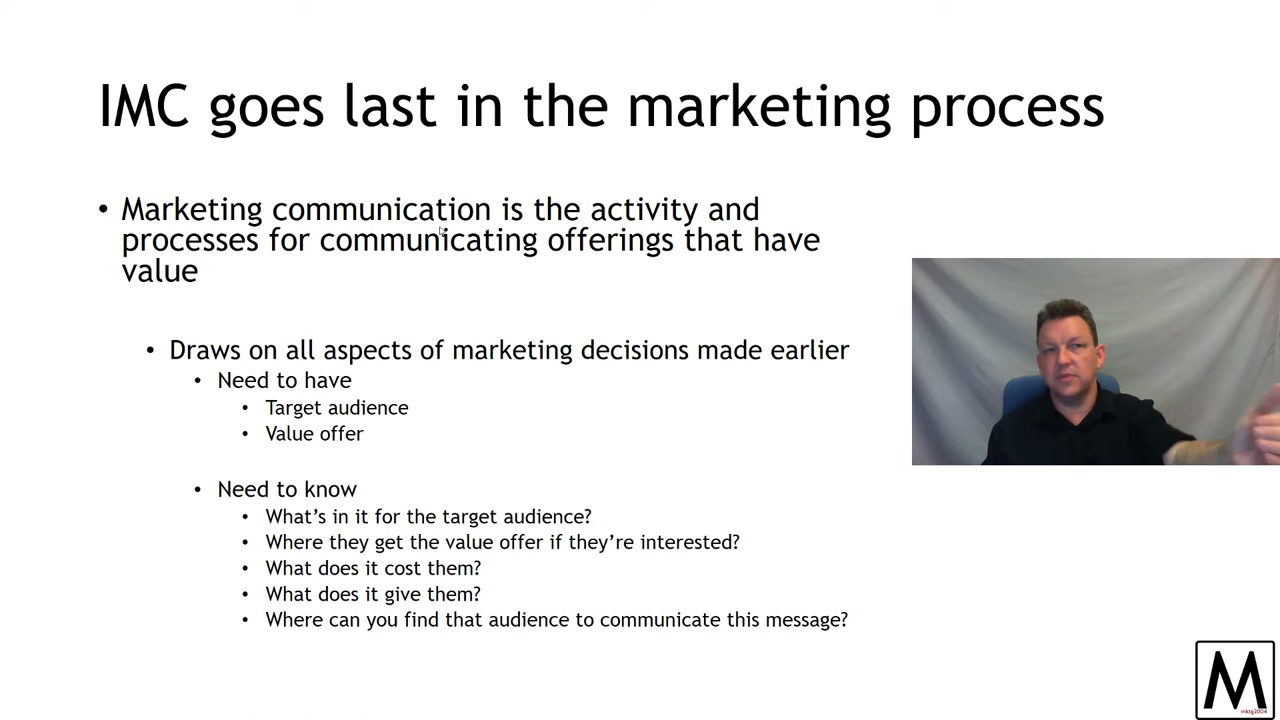 IMC goes last in the marketing process
• Marketing communication is the activity and
processes for communicating offerings that have
value
• Draws on all aspects of marketing decisions made earlier
• Need to have
• Target audience
• Value offer
• Need to know
• What's in it for the target audience?
• Where they get the value offer if they're interested?
• What does it cost them?
• What does it give them?
• Where can you find that audience to communicate this message?
M
mktg2004